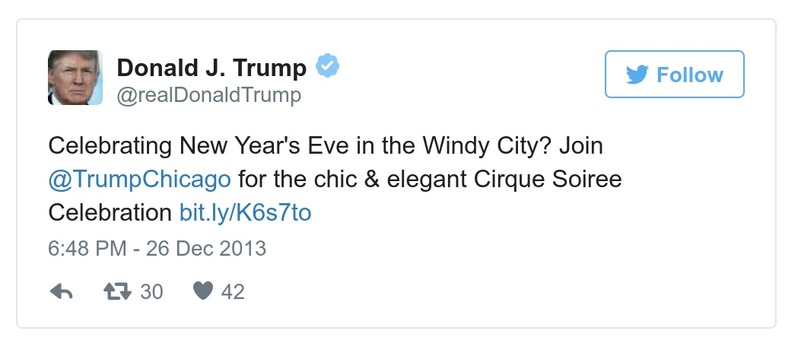 Donald J. Trump
@realDonaldTrump
Follow
Celebrating New Year's Eve in the Windy City? Join
@TrumpChicago for the chic & elegant Cirque Soiree
Celebration bit.ly/K6s7to
6:48 PM - 26 Dec 2013
30 42